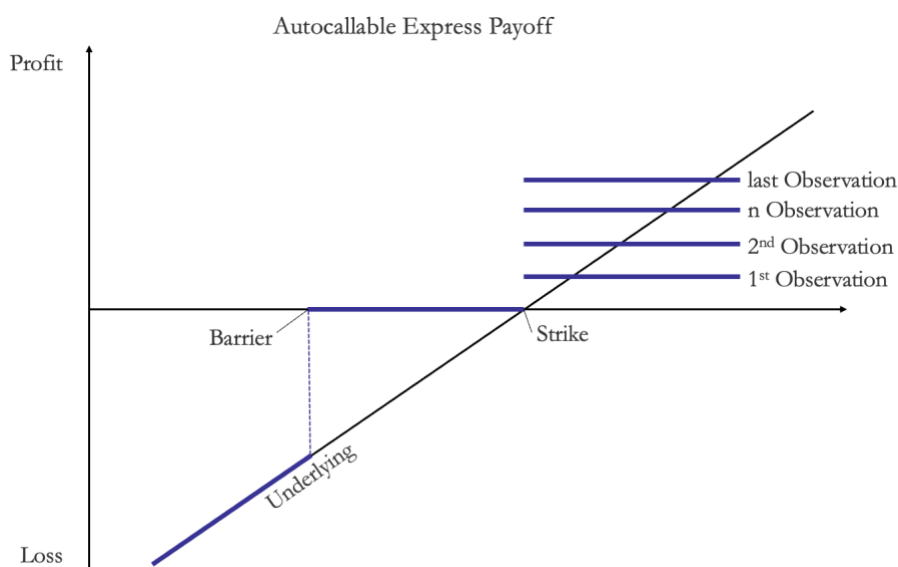 Autocallable Express Payoff
Profit
last Observation
n Observation
2nd Observation
1st Observation
Barrier
Strike
Underlying
Loss